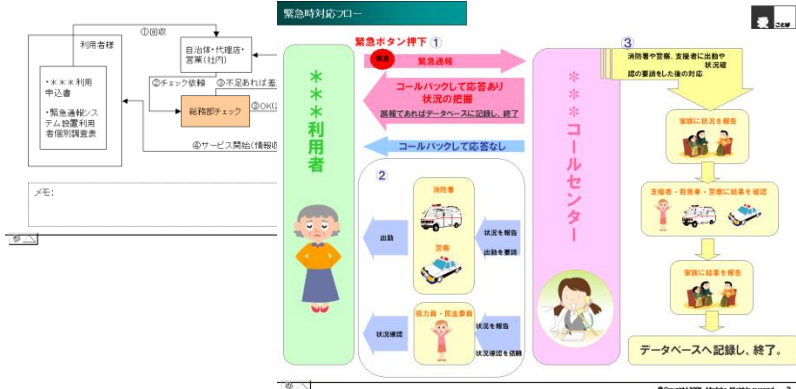 ①回収
利用者様
・＊＊＊利用
申込書
・緊急通報シス
テム設置利用
者個別調査表
自治体・代理店・
営業(社内)
②チェック依頼
③不足あれば差
総務部チェック
③OK(
④サービス開始(情報収
メモ:
緊急時対応フロー
愛
ことば
緊急ボタン押下 ①
緊急
緊急通報
コールバックして応答あり
状況の把握
誤報であればデータベースに記録し、終了
コールバックして応答なし
＊＊＊利用者
②
消防署
警察
出動
状況を報告
出動を要請
協力員・民生委員
状況確認
状況を報告
状況確認を依頼
＊＊＊コールセンター
③
消防署や警察、支援者に出動や
状況確
認の要請をした後の対応
家族に状況を報告
支援者・救急車・警察に結果を確認
家族に結果を報告
データベースへ記録し、終了。